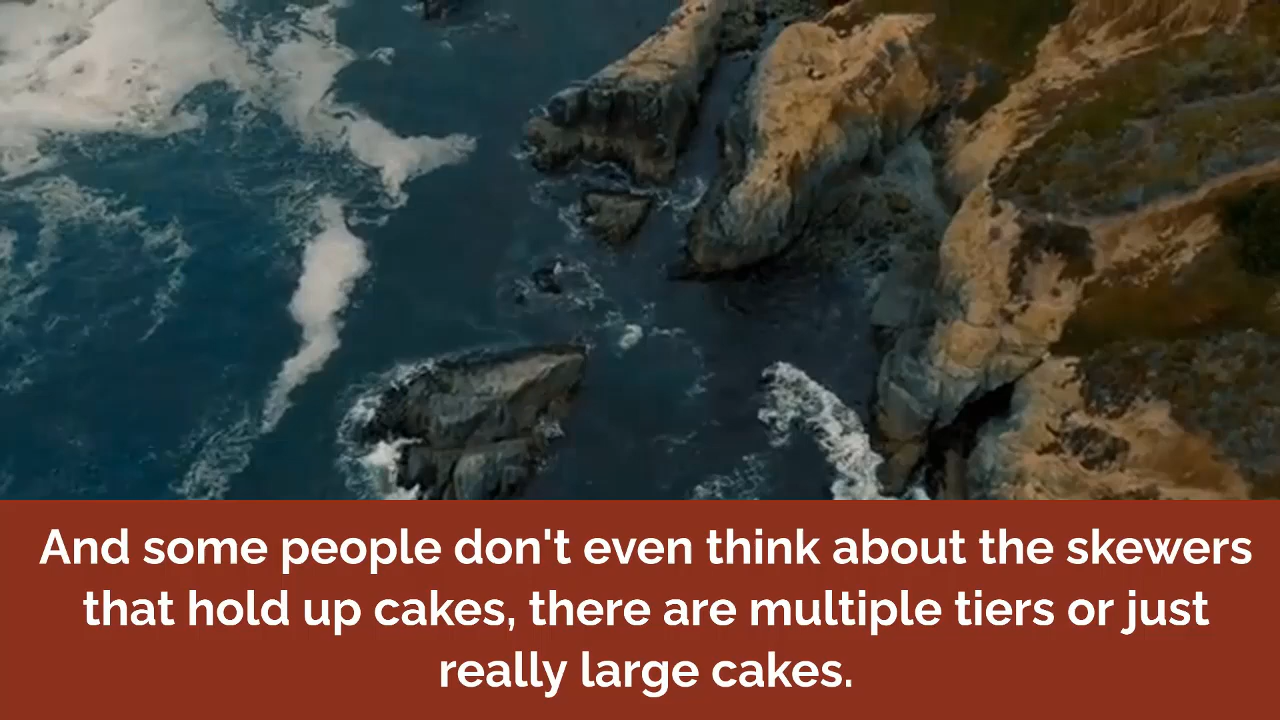 And some people don't even think about the skewers
that hold up cakes, there are multiple tiers or just
really large cakes.